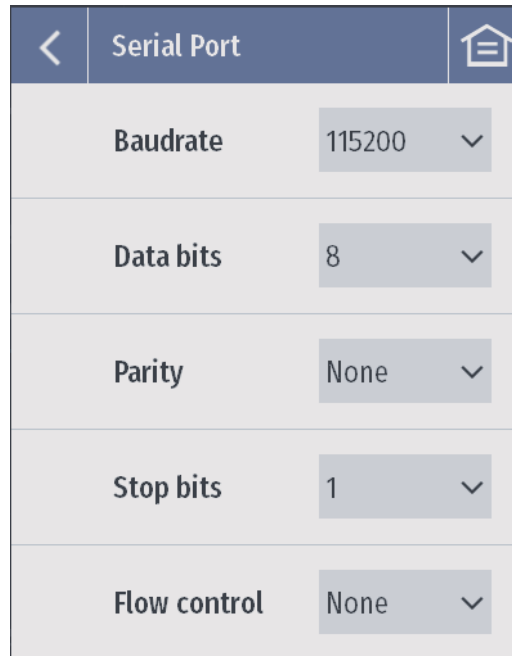 Serial Port
Baudrate 115200
Data bits 8
Parity None
Stop bits 1
Flow control None